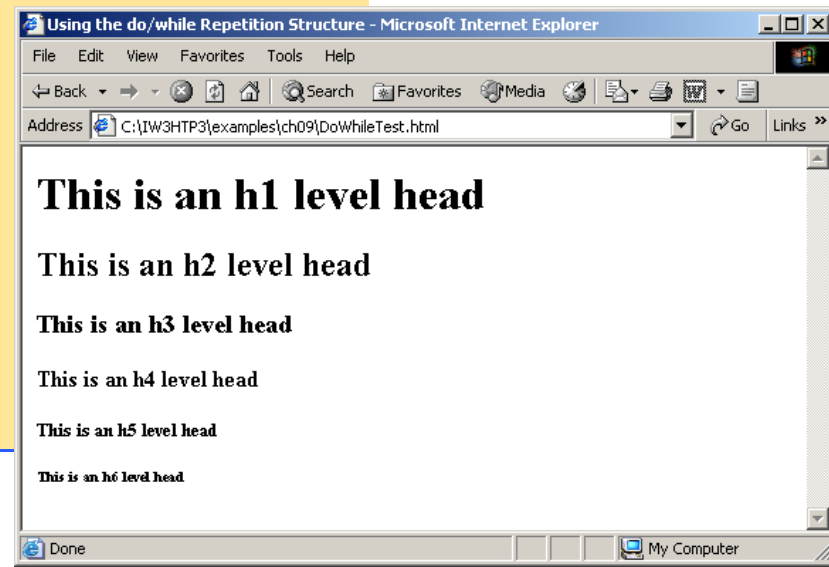 Using the do/while Repetition Structure - Microsoft Internet Explorer
File Edit View Favorites Tools Help
Back Search Favorites Media W
Address C:\IW3HTP3\examples\ch09\DoWhileTest.html Go Links »
This is an h1 level head
This is an h2 level head
This is an h3 level head
This is an h4 level head
This is an h5 level head
This is an h6 level head
Done My Computer